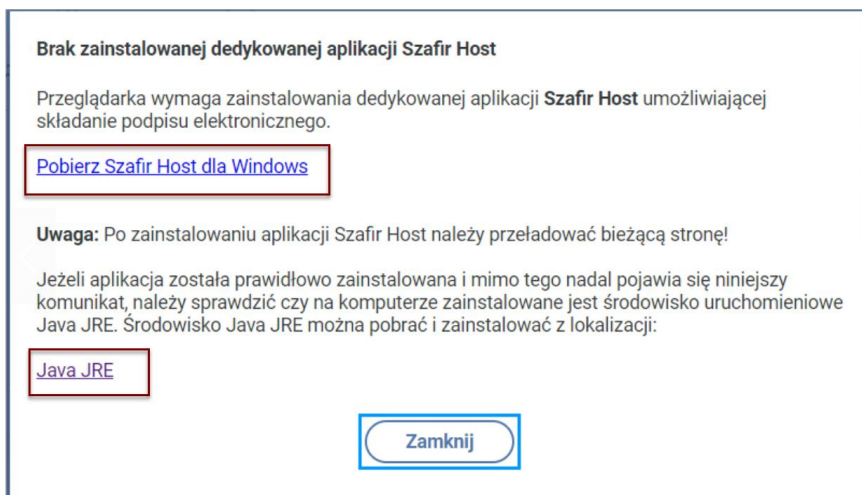 Brak zainstalowanej dedykowanej aplikacji Szafir Host
Przeglądarka wymaga zainstalowania dedykowanej aplikacji Szafir Host umożliwiającej
składanie podpisu elektronicznego.
Pobierz Szafir Host dla Windows
Uwaga: Po zainstalowaniu aplikacji Szafir Host należy przeładować bieżącą stronę!
Jeżeli aplikacja została prawidłowo zainstalowana i mimo tego nadal pojawia się niniejszy
komunikat, należy sprawdzić czy na komputerze zainstalowane jest środowisko uruchomieniowe
Java JRE. Środowisko Java JRE można pobrać i zainstalować z lokalizacji:
Java JRE
Zamknij